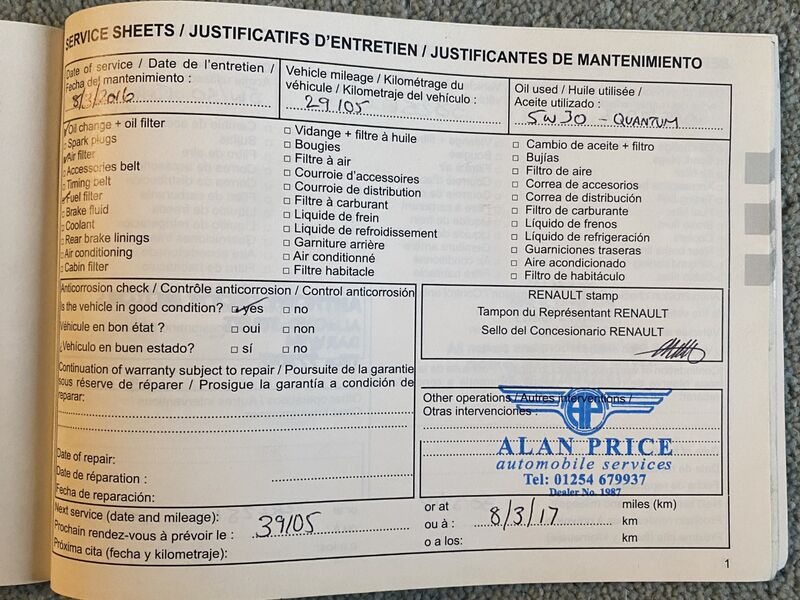 SERVICE SHEETS / JUSTIFICATIFS D'ENTRETIEN / JUSTIFICANTES DE MANTENIMIENTO
Date of service / Date de l'entretien /
Fecha del mantenimiento :
8/3/2016
Vehicle mileage / Kilométrage du
véhicule / Kilometraje del vehículo :
29105
Oil used / Huile utilisée /
Aceite utilizado :
5W30 - QUANTUM
Oil change + oil filter
Spark plugs
Air filter
Accessories belt
Timing belt
Fuel filter
Brake fluid
Coolant
Rear brake linings
Air conditioning
Cabin filter
Vidange + filtre à huile
Bougies
Filtre à air
Courroie d'accessoires
Courroie de distribution
Filtre à carburant
Liquide de frein
Liquide de refroidissement
Garniture arrière
Air conditionné
Filtre habitacle
Cambio de aceite + filtro
Bujías
Filtro de aire
Correa de accesorios
Correa de distribución
Filtro de carburante
Líquido de frenos
Líquido de refrigeración
Guarniciones traseras
Aire acondicionado
Filtro de habitáculo
Anticorrosion check / Contrôle anticorrosion / Control anticorrosión
Is the vehicle in good condition? yes no
Véhicule en bon état ? oui non
¿Vehículo en buen estado? sí no
Continuation of warranty subject to repair / Poursuite de la garantie
sous réserve de réparer / Prosigue la garantía a condición de
reparar:
Date of repair:
Date de réparation :
Fecha de reparación:
RENAULT stamp
Tampon du Représentant RENAULT
Sello del Concesionario RENAULT
Other operations / Autres interventions /
Otras intervenciones :
AP
ALAN PRICE
automobile services
Tel: 01254 679937
Dealer No. 1987
Next service (date and mileage):
Prochain rendez-vous à prévoir le :
Próxima cita (fecha y kilometraje):
39105
or at
ou à :
o a los:
8/3/17
miles (km)
km
km
1